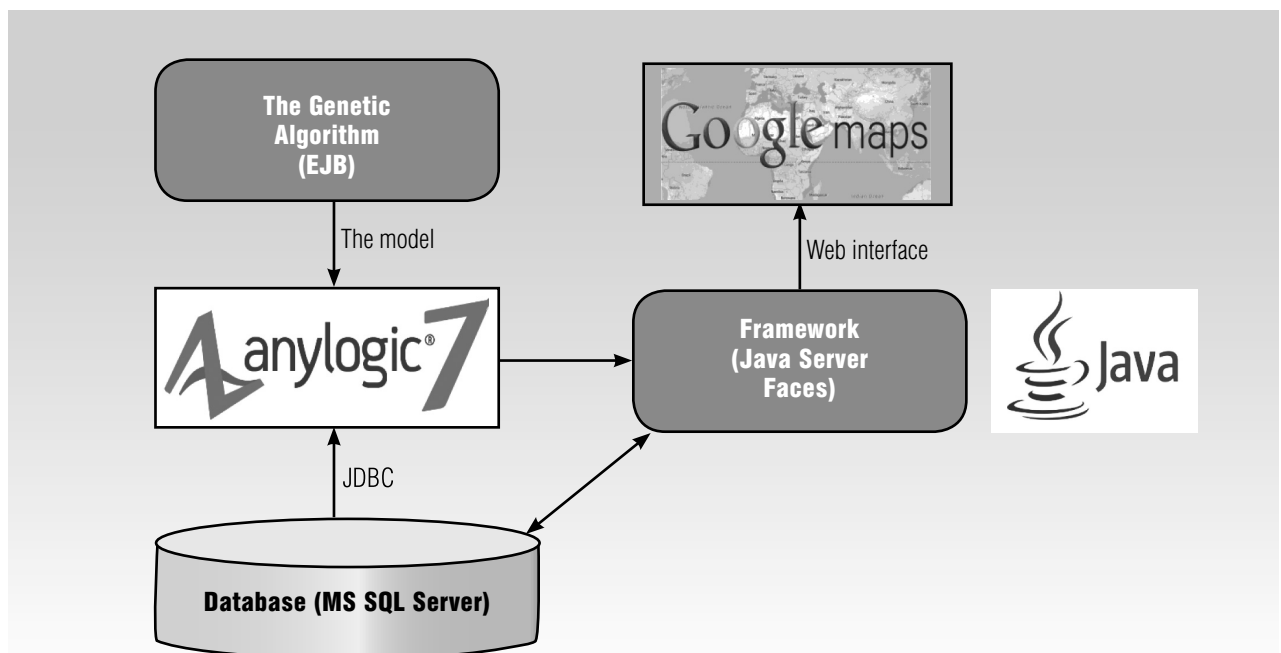 The Genetic
Algorithm
(EJB)
Google maps
The model
Web interface
anylogic® 7
Framework
(Java Server
Faces)
Java
JDBC
Database (MS SQL Server)